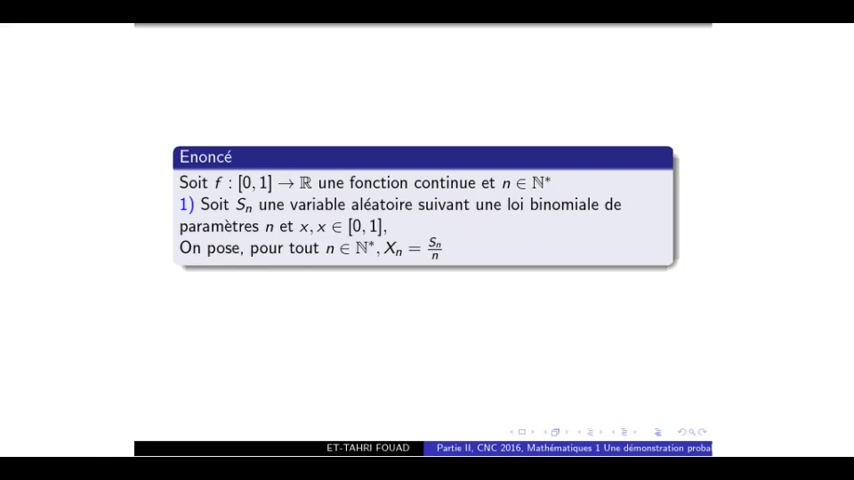 Enoncé
Soit f : [0, 1] → ℝ une fonction continue et n ∈ ℕ*
1) Soit Sₙ une variable aléatoire suivant une loi binomiale de
paramètres n et x, x ∈ [0, 1],
On pose, pour tout n ∈ ℕ*, Xₙ = Sₙ/n
ET-TAHRI FOUAD Partie II, CNC 2016, Mathématiques 1 Une démonstration proba